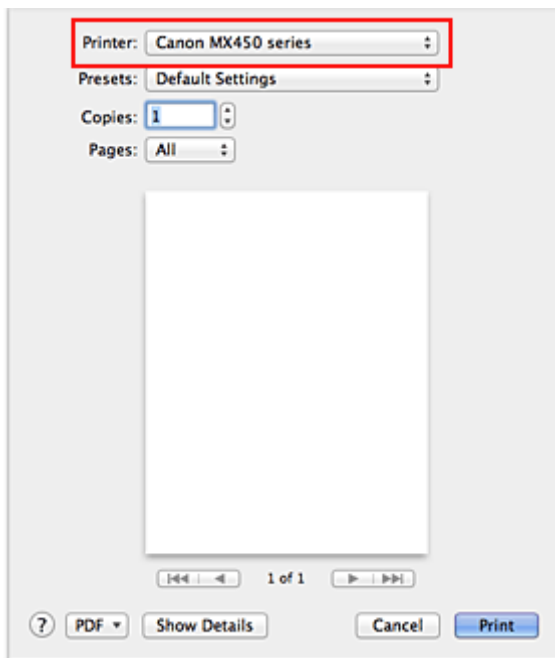 Printer: Canon MX450 series
Presets: Default Settings
Copies: 1
Pages: All
1 of 1
? PDF Show Details Cancel Print